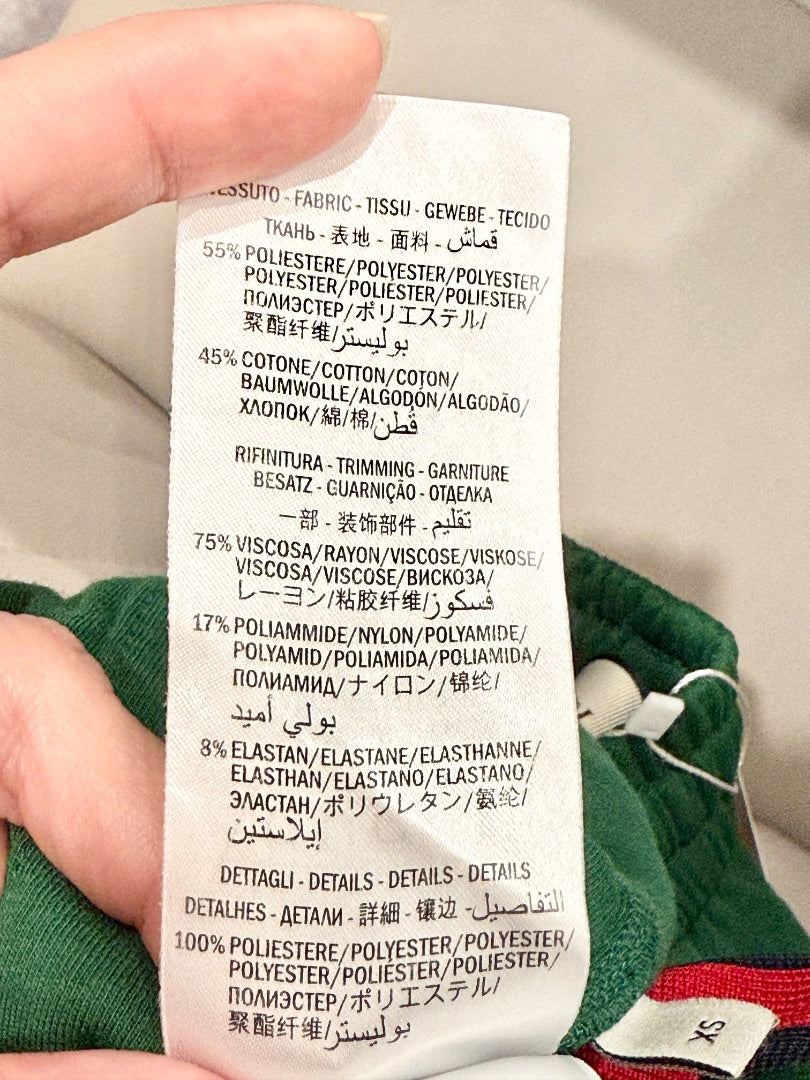 TESSUTO - FABRIC - TISSU - GEWEBE - TECIDO
ТКАНЬ - 表地 - 面料 - قماش
55% POLIESTERE/POLYESTER/POLYESTER/
POLYESTER/POLIÉSTER/POLIÉSTER/
ПОЛИЭСТЕР/ポリエステル/
聚酯纤维/بوليستر
45% COTONE/COTTON/COTON/
BAUMWOLLE/ALGODÓN/ALGODÃO/
ХЛОПОК/綿/棉/قُطن
RIFINITURA - TRIMMING - GARNITURE
BESATZ - GUARNIÇÃO - ОТДЕЛКА
一部 - 装饰部件 - تقليم
75% VISCOSA/RAYON/VISCOSE/VISKOSE/
VISCOSA/VISCOSE/ВИСКОЗА/
レーヨン/粘胶纤维/فسكوز
17% POLIAMMIDE/NYLON/POLYAMIDE/
POLYAMID/POLIAMIDA/POLIAMIDA/
ПОЛИАМИД/ナイロン/锦纶/
بولي أميد
8% ELASTAN/ELASTANE/ELASTHANNE/
ELASTHAN/ELASTANO/ELASTANO/
ЭЛАСТАН/ポリウレタン/氨纶/
إيلاستين
DETTAGLI - DETAILS - DETAILS - DETAILS
DETALHES - ДЕТАЛИ - 詳細 - 镶边 - التفاصيل
100% POLIESTERE/POLYESTER/POLYESTER/
POLYESTER/POLIÉSTER/POLIÉSTER/
ПОЛИЭСТЕР/ポリエステル/
聚酯纤维/بوليستر
XS